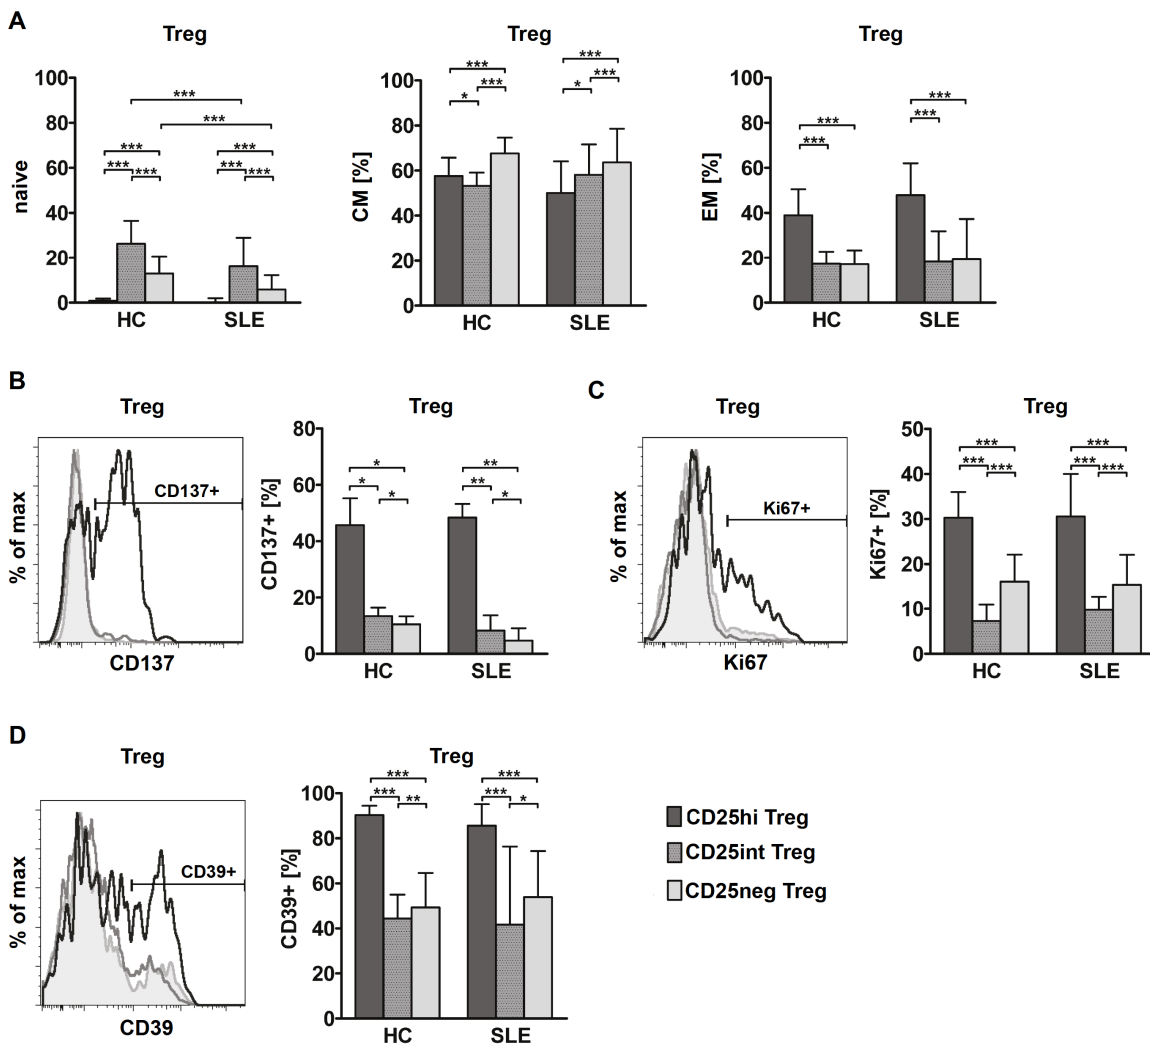 A
Treg
Treg
Treg
naive
100
80
60
40
20
0
***
***
***
***
***
***
***
***
HC
SLE
CM [%]
100
80
60
40
20
0
***
***
*
***
***
*
HC
SLE
EM [%]
100
80
60
40
20
0
***
***
***
***
HC
SLE
B
Treg
Treg
C
Treg
Treg
% of max
CD137+
CD137
CD137+ [%]
80
60
40
20
0
*
*
*
**
**
*
HC
SLE
% of max
Ki67+
Ki67
Ki67+ [%]
50
40
30
20
10
0
***
***
***
***
***
***
HC
SLE
D
Treg
Treg
% of max
CD39+
CD39
CD39+ [%]
100
80
60
40
20
0
***
***
**
***
***
*
HC
SLE
CD25hi Treg
CD25int Treg
CD25neg Treg